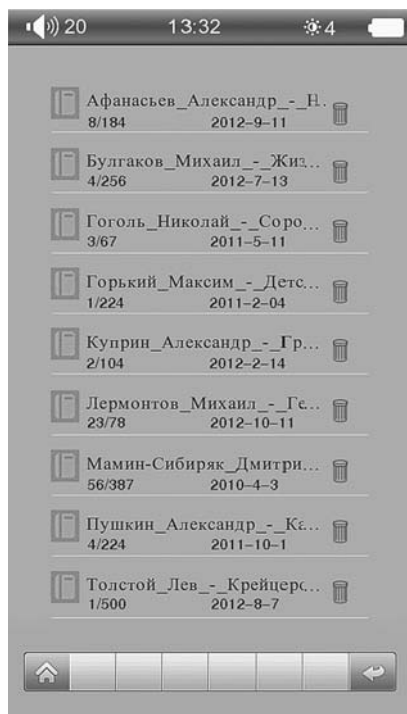 20 13:32 4
Афанасьев_Александр_-_Н..
8/184 2012-9-11
Булгаков_Михаил_-_Жиз...
4/256 2012-7-13
Гоголь_Николай_-_Соро...
3/67 2011-5-11
Горький_Максим_-_Детс...
1/224 2011-2-04
Куприн_Александр_-_Гр...
2/104 2012-2-14
Лермонтов_Михаил_-_Ге...
23/78 2012-10-11
Мамин-Сибиряк_Дмитри...
56/387 2010-4-3
Пушкин_Александр_-_Ка...
4/224 2011-10-1
Толстой_Лев_-_Крейцерс...
1/500 2012-8-7